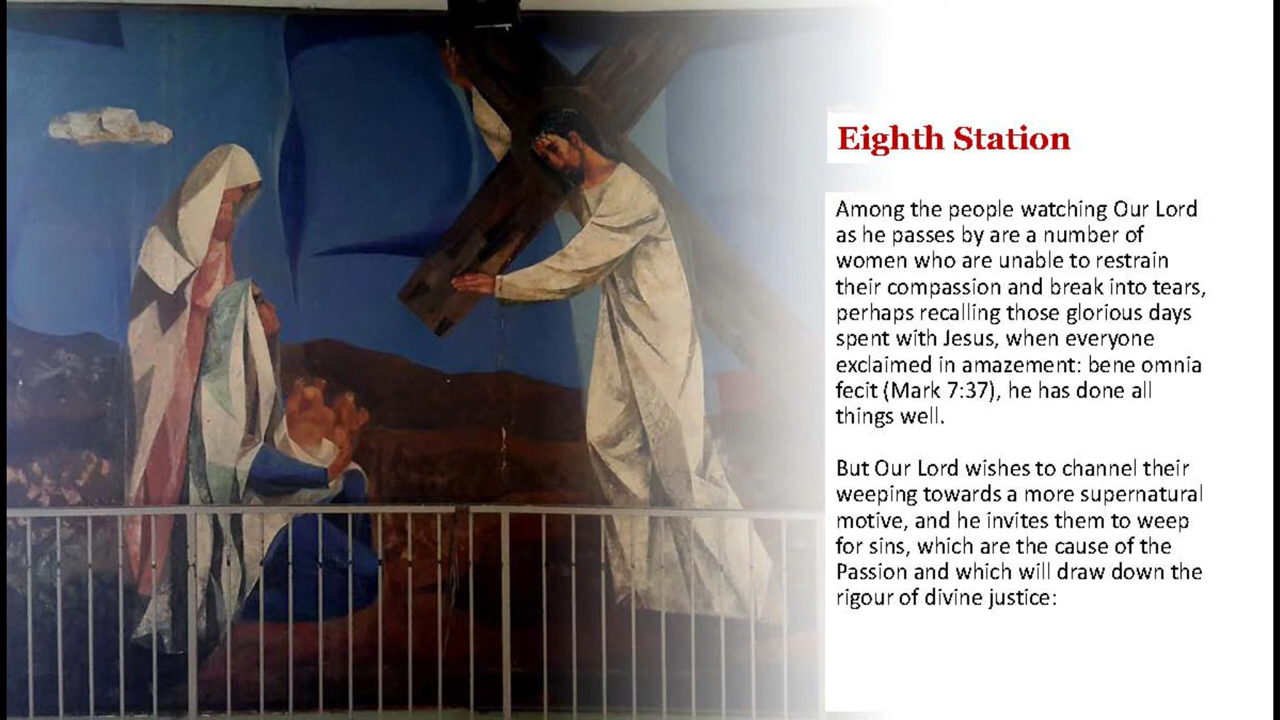 Eighth Station
Among the people watching Our Lord
as he passes by are a number of
women who are unable to restrain
their compassion and break into tears,
perhaps recalling those glorious days
spent with Jesus, when everyone
exclaimed in amazement: bene omnia
fecit (Mark 7:37), he has done all
things well.
But Our Lord wishes to channel their
weeping towards a more supernatural
motive, and he invites them to weep
for sins, which are the cause of the
Passion and which will draw down the
rigour of divine justice: